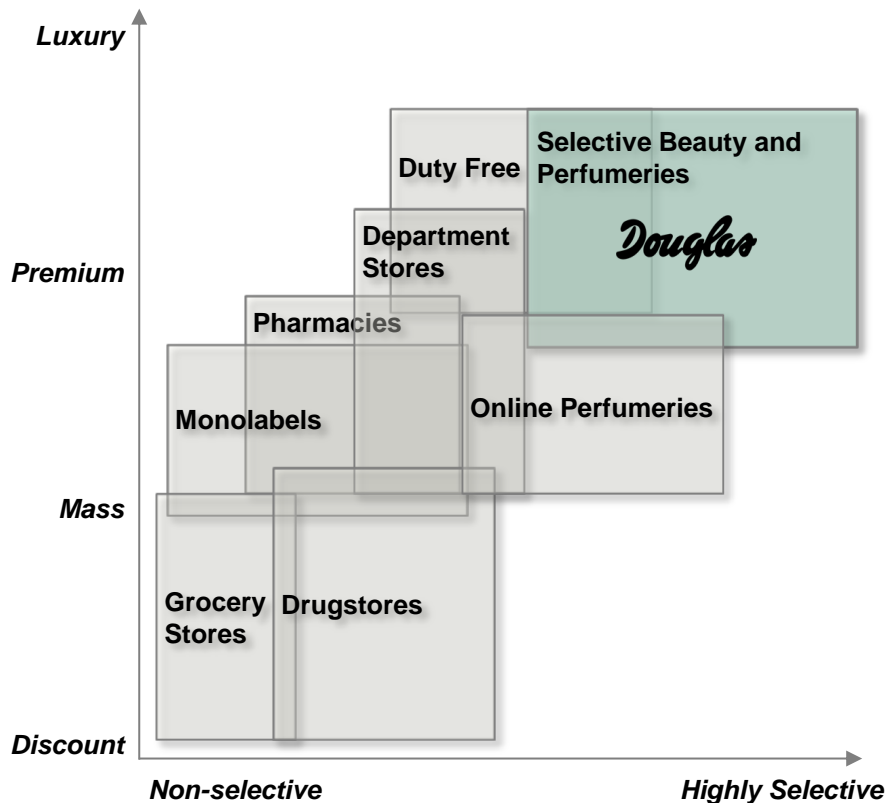 Luxury
Duty Free
Selective Beauty and
Perfumeries
Douglas
Department
Stores
Premium
Pharmacies
Monolabels
Online Perfumeries
Mass
Grocery
Stores
Drugstores
Discount
Non-selective
Highly Selective